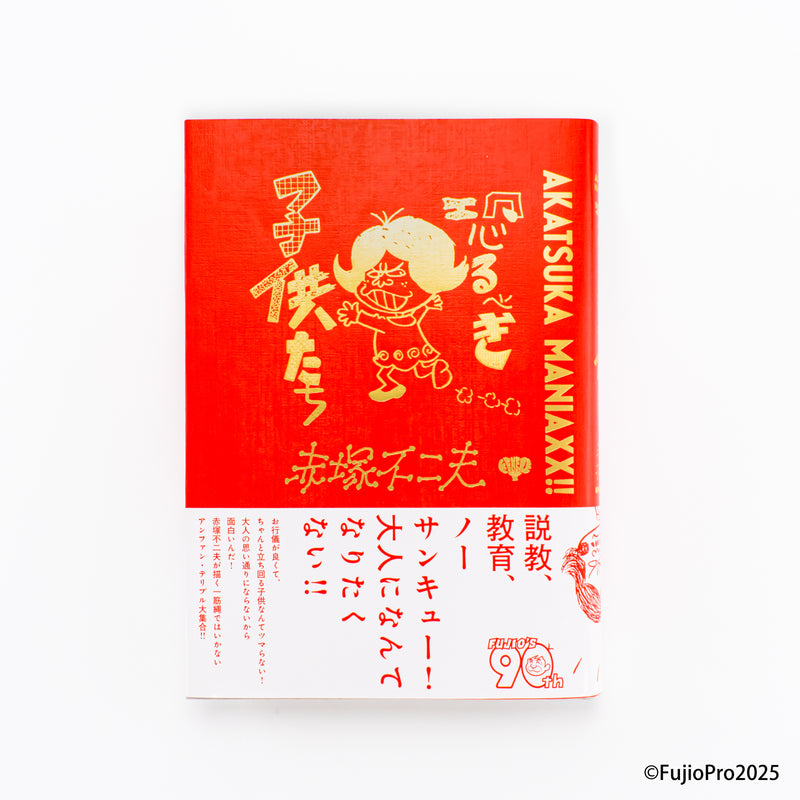 恐るべき
子供たち
赤塚不二夫
AKATSUKA MANIAXX!!
説教、
教育、
ノー
サンキュー!
大人になんて
なりたく
ない!!
お行儀が良くて、
ちゃんと立ち回る子供なんてツマらない!
大人の思い通りにならないから
面白いんだ!
赤塚不二夫が描く一筋縄ではいかない
アンファン・テリブル大集合!!
FUJIO'S
90th
©FujioPro2025